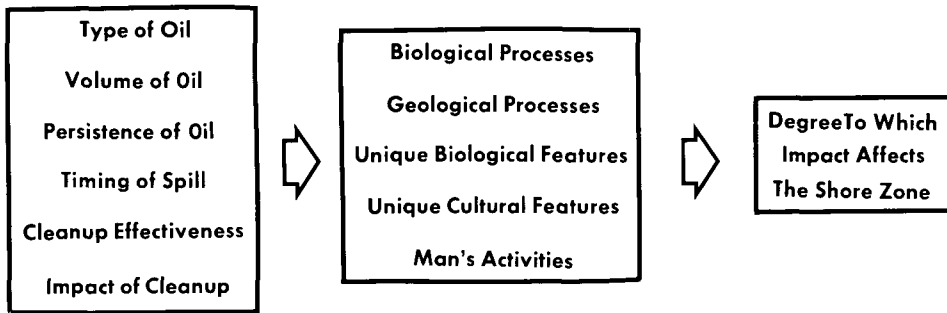 Type of Oil
Volume of Oil
Persistence of Oil
Timing of Spill
Cleanup Effectiveness
Impact of Cleanup
Biological Processes
Geological Processes
Unique Biological Features
Unique Cultural Features
Man's Activities
DegreeTo Which
Impact Affects
The Shore Zone